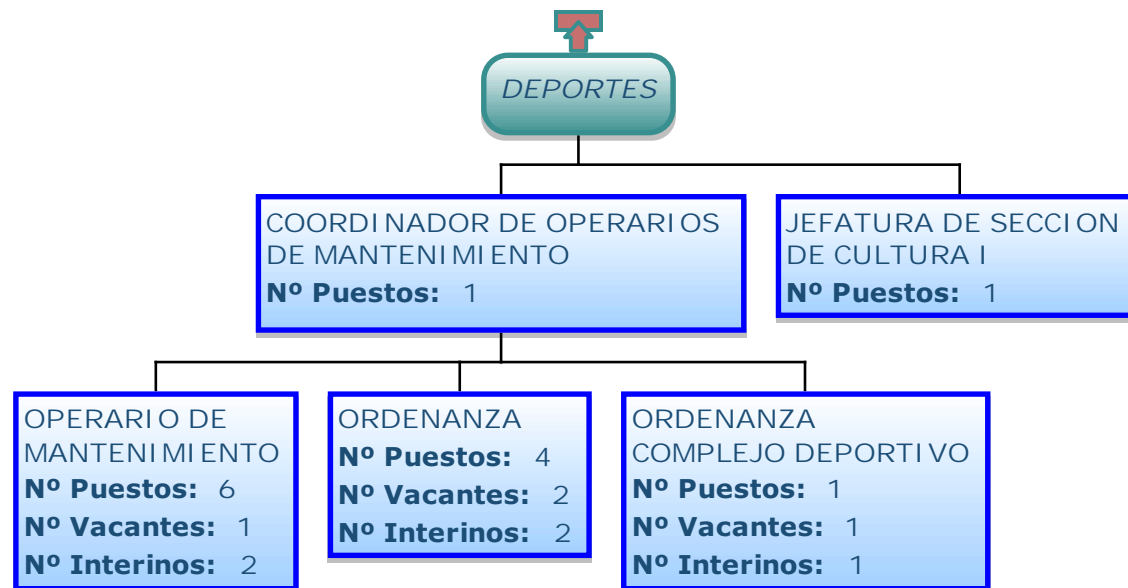 DEPORTES
COORDINADOR DE OPERARIOS
DE MANTENIMIENTO
Nº Puestos: 1
JEFATURA DE SECCION
DE CULTURA I
Nº Puestos: 1
OPERARIO DE
MANTENIMIENTO
Nº Puestos: 6
Nº Vacantes: 1
Nº Interinos: 2
ORDENANZA
Nº Puestos: 4
Nº Vacantes: 2
Nº Interinos: 2
ORDENANZA
COMPLEJO DEPORTIVO
Nº Puestos: 1
Nº Vacantes: 1
Nº Interinos: 1